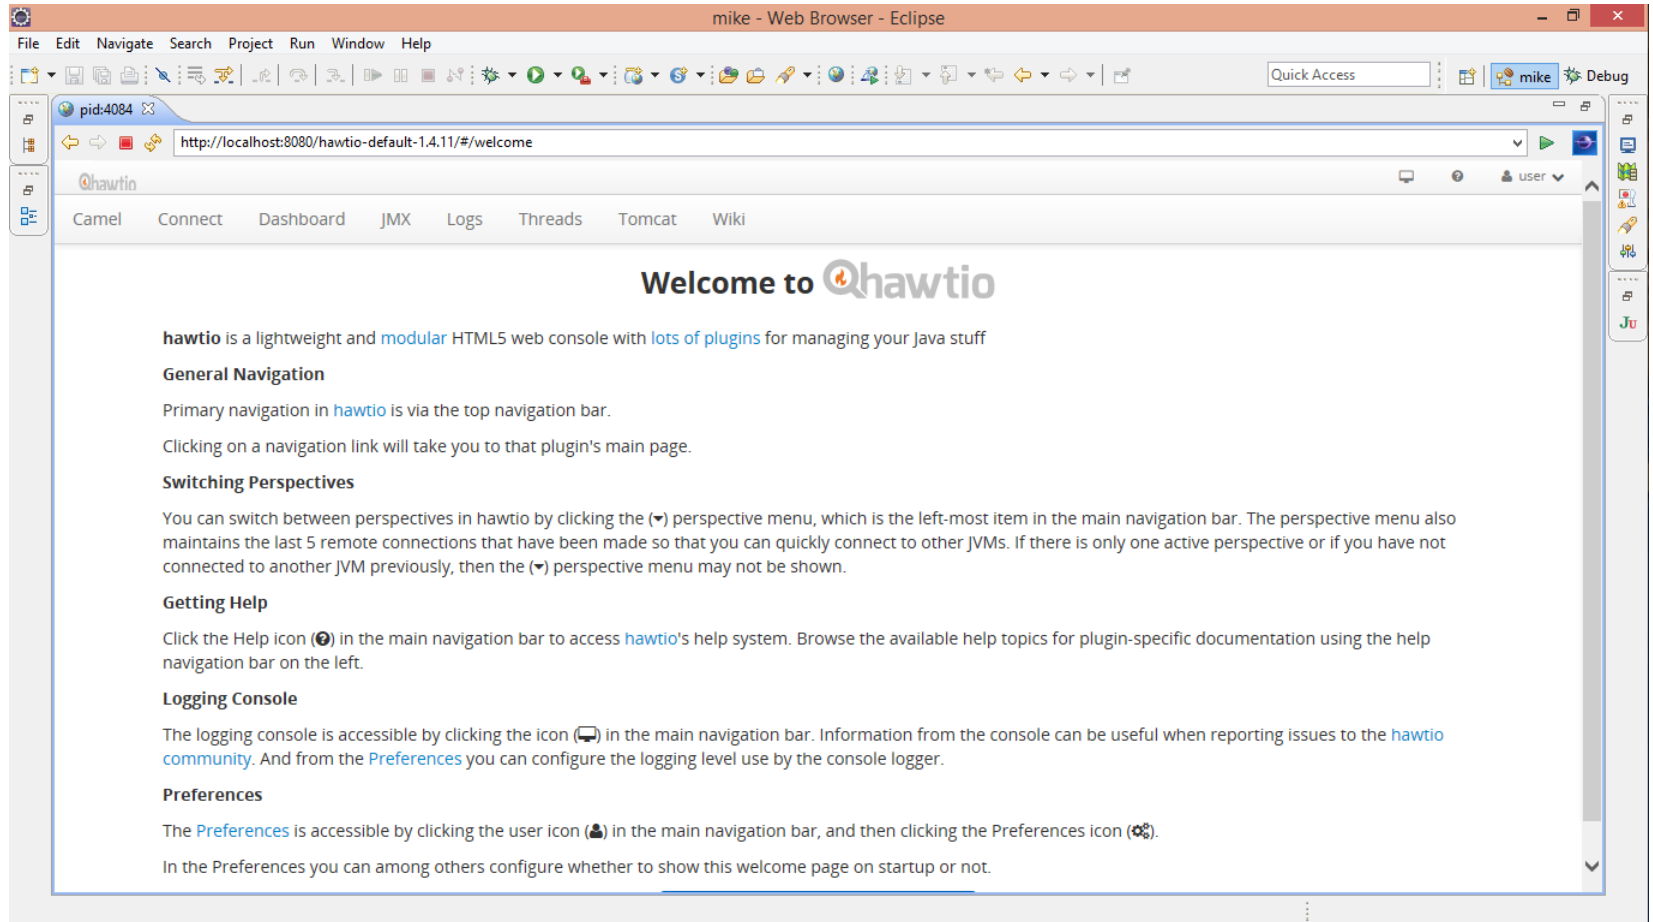 mike - Web Browser - Eclipse
File Edit Navigate Search Project Run Window Help
Quick Access mike Debug
pid:4084
http://localhost:8080/hawtio-default-1.4.11/#/welcome
hawtio user
Camel Connect Dashboard JMX Logs Threads Tomcat Wiki
Welcome to hawtio
hawtio is a lightweight and modular HTML5 web console with lots of plugins for managing your Java stuff
General Navigation
Primary navigation in hawtio is via the top navigation bar.
Clicking on a navigation link will take you to that plugin's main page.
Switching Perspectives
You can switch between perspectives in hawtio by clicking the () perspective menu, which is the left-most item in the main navigation bar. The perspective menu also
maintains the last 5 remote connections that have been made so that you can quickly connect to other JVMs. If there is only one active perspective or if you have not
connected to another JVM previously, then the () perspective menu may not be shown.
Getting Help
Click the Help icon (?) in the main navigation bar to access hawtio's help system. Browse the available help topics for plugin-specific documentation using the help
navigation bar on the left.
Logging Console
The logging console is accessible by clicking the icon () in the main navigation bar. Information from the console can be useful when reporting issues to the hawtio
community. And from the Preferences you can configure the logging level use by the console logger.
Preferences
The Preferences is accessible by clicking the user icon () in the main navigation bar, and then clicking the Preferences icon ().
In the Preferences you can among others configure whether to show this welcome page on startup or not.
JU